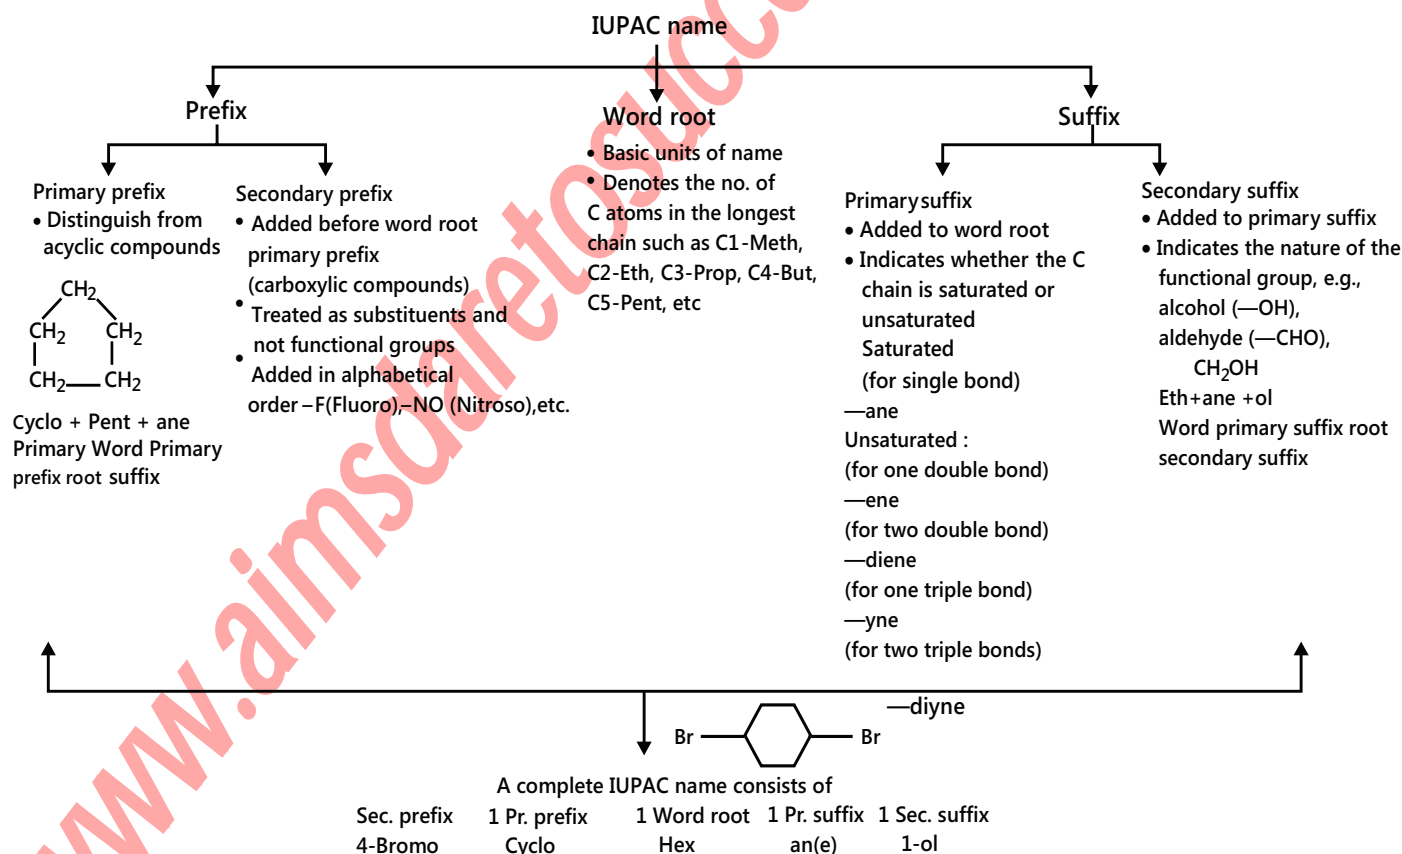 IUPAC name
Prefix
Word root
Suffix
Primary prefix
• Distinguish from
acyclic compounds
CH2
CH2 CH2
CH2 CH2
Cyclo + Pent + ane
Primary Word Primary
prefix root suffix
Secondary prefix
• Added before word root
primary prefix
(carboxylic compounds)
• Treated as substituents and
not functional groups
• Added in alphabetical
order –F(Fluoro),–NO (Nitroso),etc.
• Basic units of name
• Denotes the no. of
C atoms in the longest
chain such as C1-Meth,
C2-Eth, C3-Prop, C4-But,
C5-Pent, etc
Primary suffix
• Added to word root
• Indicates whether the C
chain is saturated or
unsaturated
Saturated
(for single bond)
—ane
Unsaturated :
(for one double bond)
—ene
(for two double bond)
—diene
(for one triple bond)
—yne
(for two triple bonds)
—diyne
Secondary suffix
• Added to primary suffix
• Indicates the nature of the
functional group, e.g.,
alcohol (—OH),
aldehyde (—CHO),
CH2OH
Eth+ane +ol
Word primary suffix root
secondary suffix
Br Br
A complete IUPAC name consists of
Sec. prefix 1 Pr. prefix 1 Word root 1 Pr. suffix 1 Sec. suffix
4-Bromo Cyclo Hex an(e) 1-ol
www.aimsdaretosucc